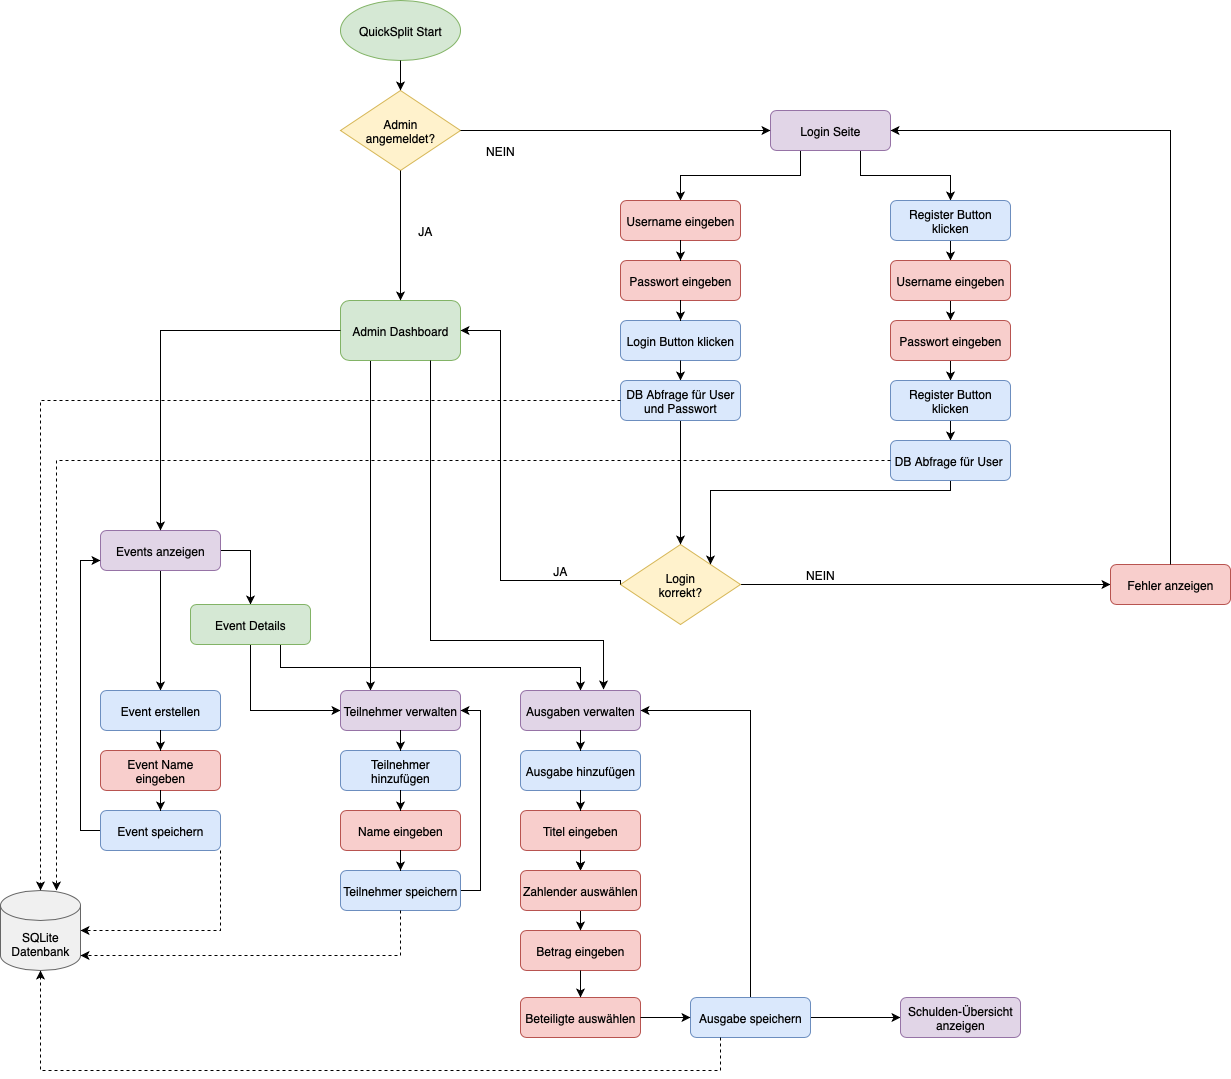 QuickSplit Start
Admin
angemeldet?
NEIN
Login Seite
JA
Username eingeben
Register Button
klicken
Passwort eingeben
Username eingeben
Admin Dashboard
Login Button klicken
Passwort eingeben
DB Abfrage für User
und Passwort
Register Button
klicken
DB Abfrage für User
Events anzeigen
JA
Login
korrekt?
NEIN
Fehler anzeigen
Event Details
Event erstellen
Teilnehmer verwalten
Ausgaben verwalten
Event Name
eingeben
Teilnehmer
hinzufügen
Ausgabe hinzufügen
Event speichern
Name eingeben
Titel eingeben
Teilnehmer speichern
Zahlender auswählen
SQLite
Datenbank
Betrag eingeben
Beteiligte auswählen
Ausgabe speichern
Schulden-Übersicht
anzeigen